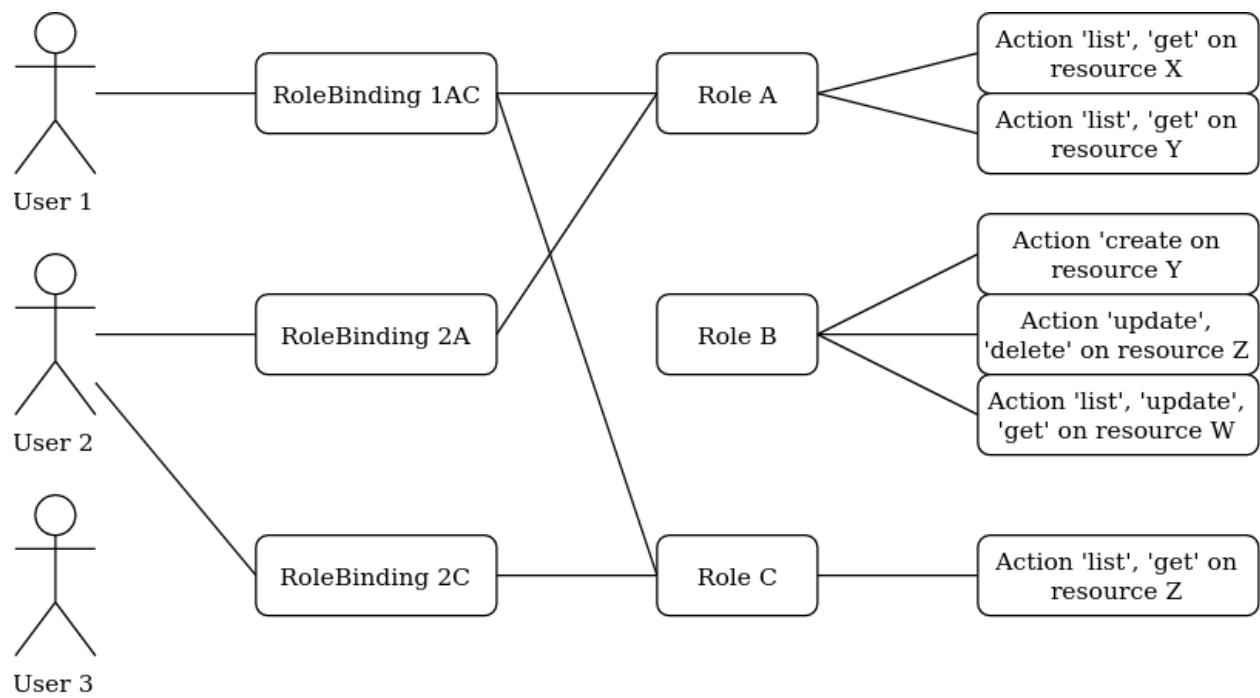 RoleBinding 1AC
Role A
Action 'list', 'get' on
resource X
Action 'list', 'get' on
resource Y
User 1
Action 'create on
resource Y
RoleBinding 2A
Role B
Action 'update',
'delete' on resource Z
Action 'list', 'update',
'get' on resource W
User 2
RoleBinding 2C
Role C
Action 'list', 'get' on
resource Z
User 3